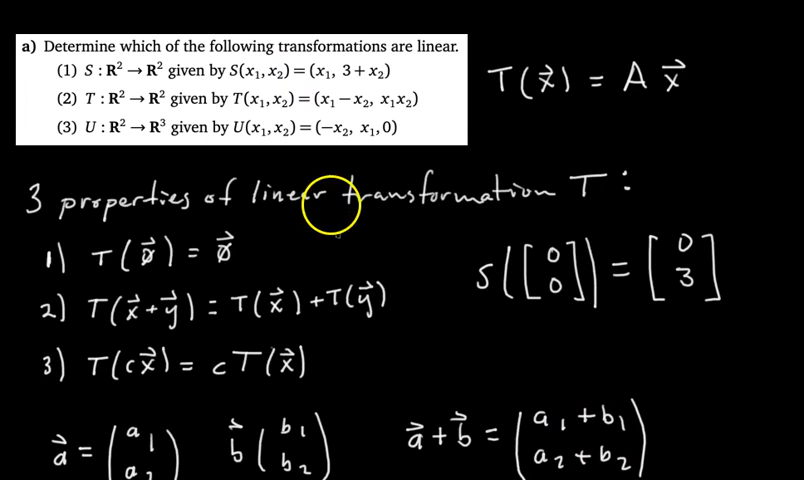 a) Determine which of the following transformations are linear.
(1) S : R² → R² given by S(x₁, x₂) = (x₁, 3 + x₂)
(2) T : R² → R² given by T(x₁, x₂) = (x₁ − x₂, x₁x₂)
(3) U : R² → R³ given by U(x₁, x₂) = (−x₂, x₁, 0)
T(x⃗) = A x⃗
3 properties of linear transformation T :
1) T(0⃗) = 0⃗
S([0 0]) = [0 3]
2) T(x⃗+y⃗) = T(x⃗)+T(y⃗)
3) T(cx⃗) = cT(x⃗)
a⃗ = (a₁ a₂) b⃗ (b₁ b₂) a⃗+b⃗ = (a₁+b₁ a₂+b₂)